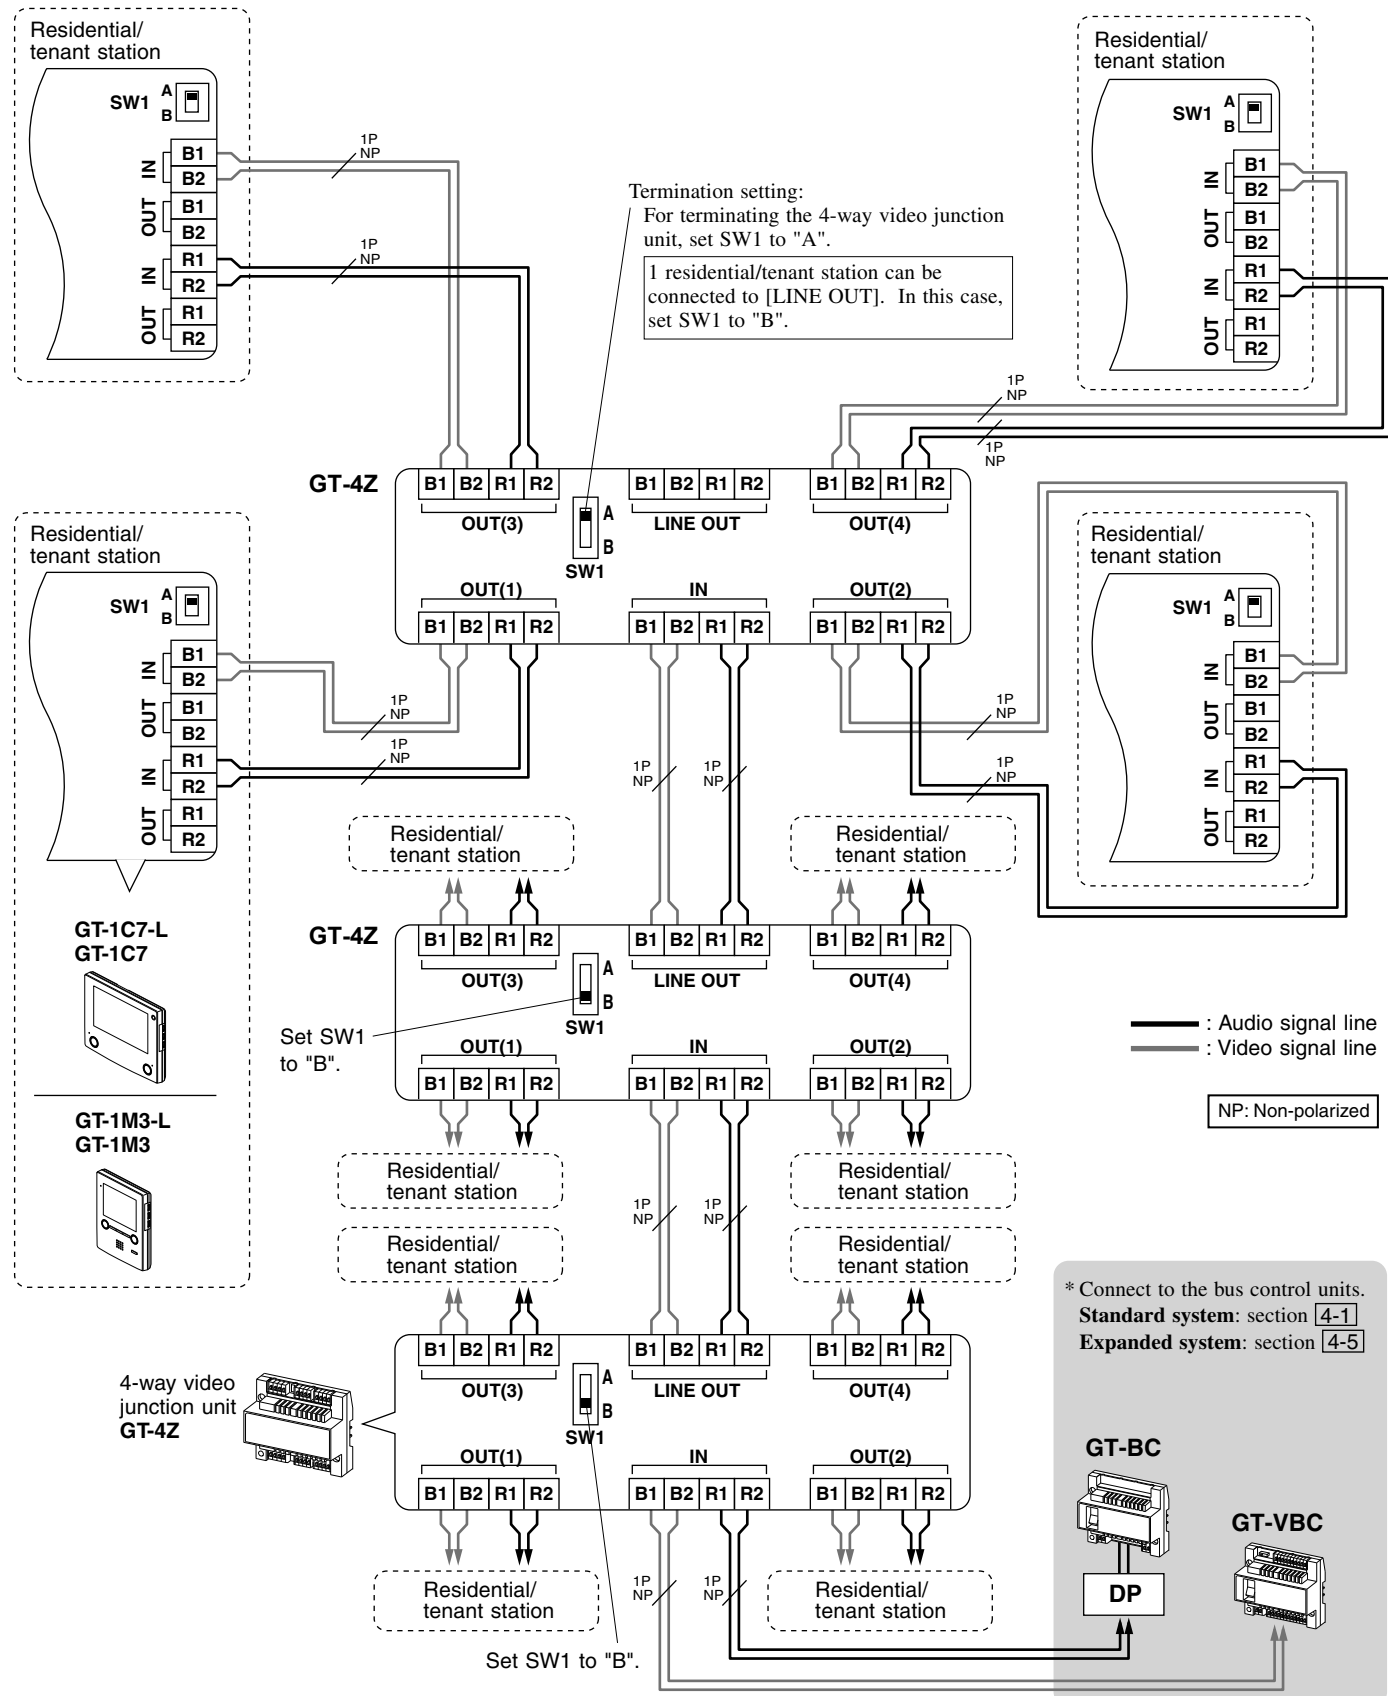 Residential/
tenant station
SW1
A
B
IN
B1
B2
OUT
B1
B2
IN
R1
R2
OUT
R1
R2
1P
NP
1P
NP
Termination setting:
For terminating the 4-way video junction
unit, set SW1 to "A".
1 residential/tenant station can be
connected to [LINE OUT].  In this case,
set SW1 to "B".
Residential/
tenant station
SW1
A
B
IN
B1
B2
OUT
B1
B2
IN
R1
R2
OUT
R1
R2
1P
NP
1P
NP
GT-4Z
B1 B2 R1 R2
OUT(3)
B1 B2 R1 R2
LINE OUT
B1 B2 R1 R2
OUT(4)
A
B
SW1
OUT(1)
B1 B2 R1 R2
IN
B1 B2 R1 R2
OUT(2)
B1 B2 R1 R2
Residential/
tenant station
SW1
A
B
IN
B1
B2
OUT
B1
B2
IN
R1
R2
OUT
R1
R2
1P
NP
1P
NP
GT-1C7-L
GT-1C7
GT-1M3-L
GT-1M3
Residential/
tenant station
SW1
A
B
IN
B1
B2
OUT
B1
B2
IN
R1
R2
OUT
R1
R2
1P
NP
1P
NP
1P
NP
1P
NP
Residential/
tenant station
Residential/
tenant station
GT-4Z
B1 B2 R1 R2
OUT(3)
B1 B2 R1 R2
LINE OUT
B1 B2 R1 R2
OUT(4)
A
B
SW1
Set SW1
to "B".
OUT(1)
B1 B2 R1 R2
IN
B1 B2 R1 R2
OUT(2)
B1 B2 R1 R2
: Audio signal line
: Video signal line
NP: Non-polarized
Residential/
tenant station
Residential/
tenant station
1P
NP
1P
NP
Residential/
tenant station
Residential/
tenant station
B1 B2 R1 R2
OUT(3)
B1 B2 R1 R2
LINE OUT
B1 B2 R1 R2
OUT(4)
A
B
SW1
4-way video
junction unit
GT-4Z
OUT(1)
B1 B2 R1 R2
IN
B1 B2 R1 R2
OUT(2)
B1 B2 R1 R2
Residential/
tenant station
Residential/
tenant station
1P
NP
1P
NP
Set SW1 to "B".
* Connect to the bus control units.
Standard system: section 4-1
Expanded system: section 4-5
GT-BC
GT-VBC
DP